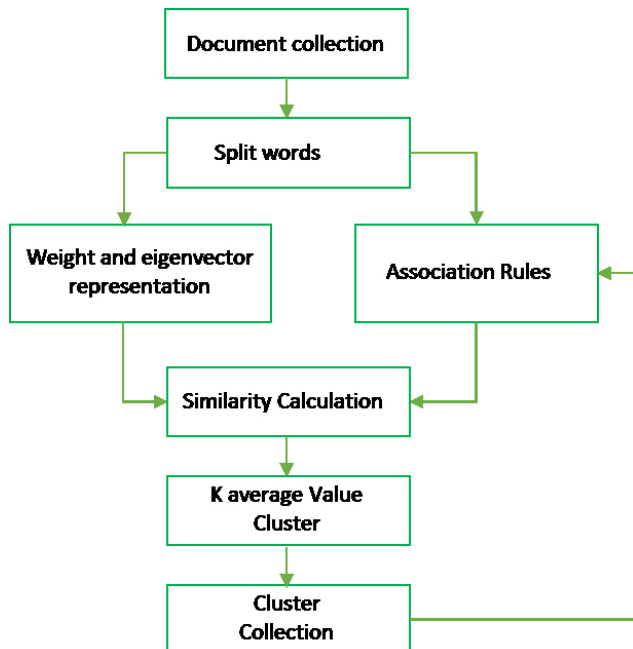 Document collection
Split words
Weight and eigenvector
representation
Association Rules
Similarity Calculation
K average Value
Cluster
Cluster
Collection